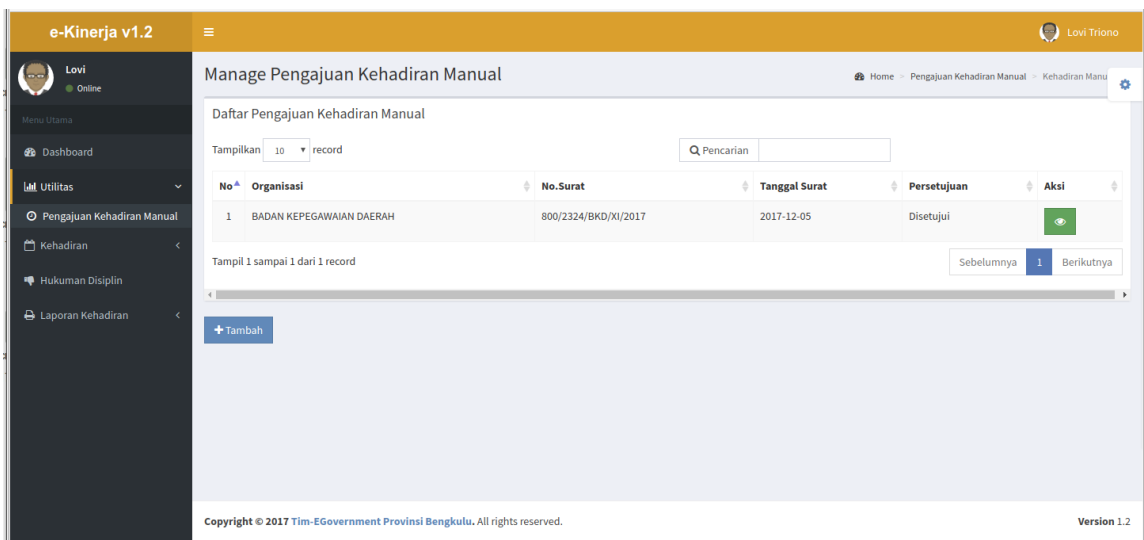 e-Kinerja v1.2
Lovi Triono
Lovi
Online
Menu Utama
Dashboard
Utilitas
Pengajuan Kehadiran Manual
Kehadiran
Hukuman Disiplin
Laporan Kehadiran
Manage Pengajuan Kehadiran Manual
Home > Pengajuan Kehadiran Manual > Kehadiran Manu
Daftar Pengajuan Kehadiran Manual
Tampilkan 10 record
Pencarian
No Organisasi No.Surat Tanggal Surat Persetujuan Aksi
1 BADAN KEPEGAWAIAN DAERAH 800/2324/BKD/XI/2017 2017-12-05 Disetujui
Tampil 1 sampai 1 dari 1 record
Sebelumnya 1 Berikutnya
+ Tambah
Copyright © 2017 Tim-EGovernment Provinsi Bengkulu. All rights reserved.
Version 1.2